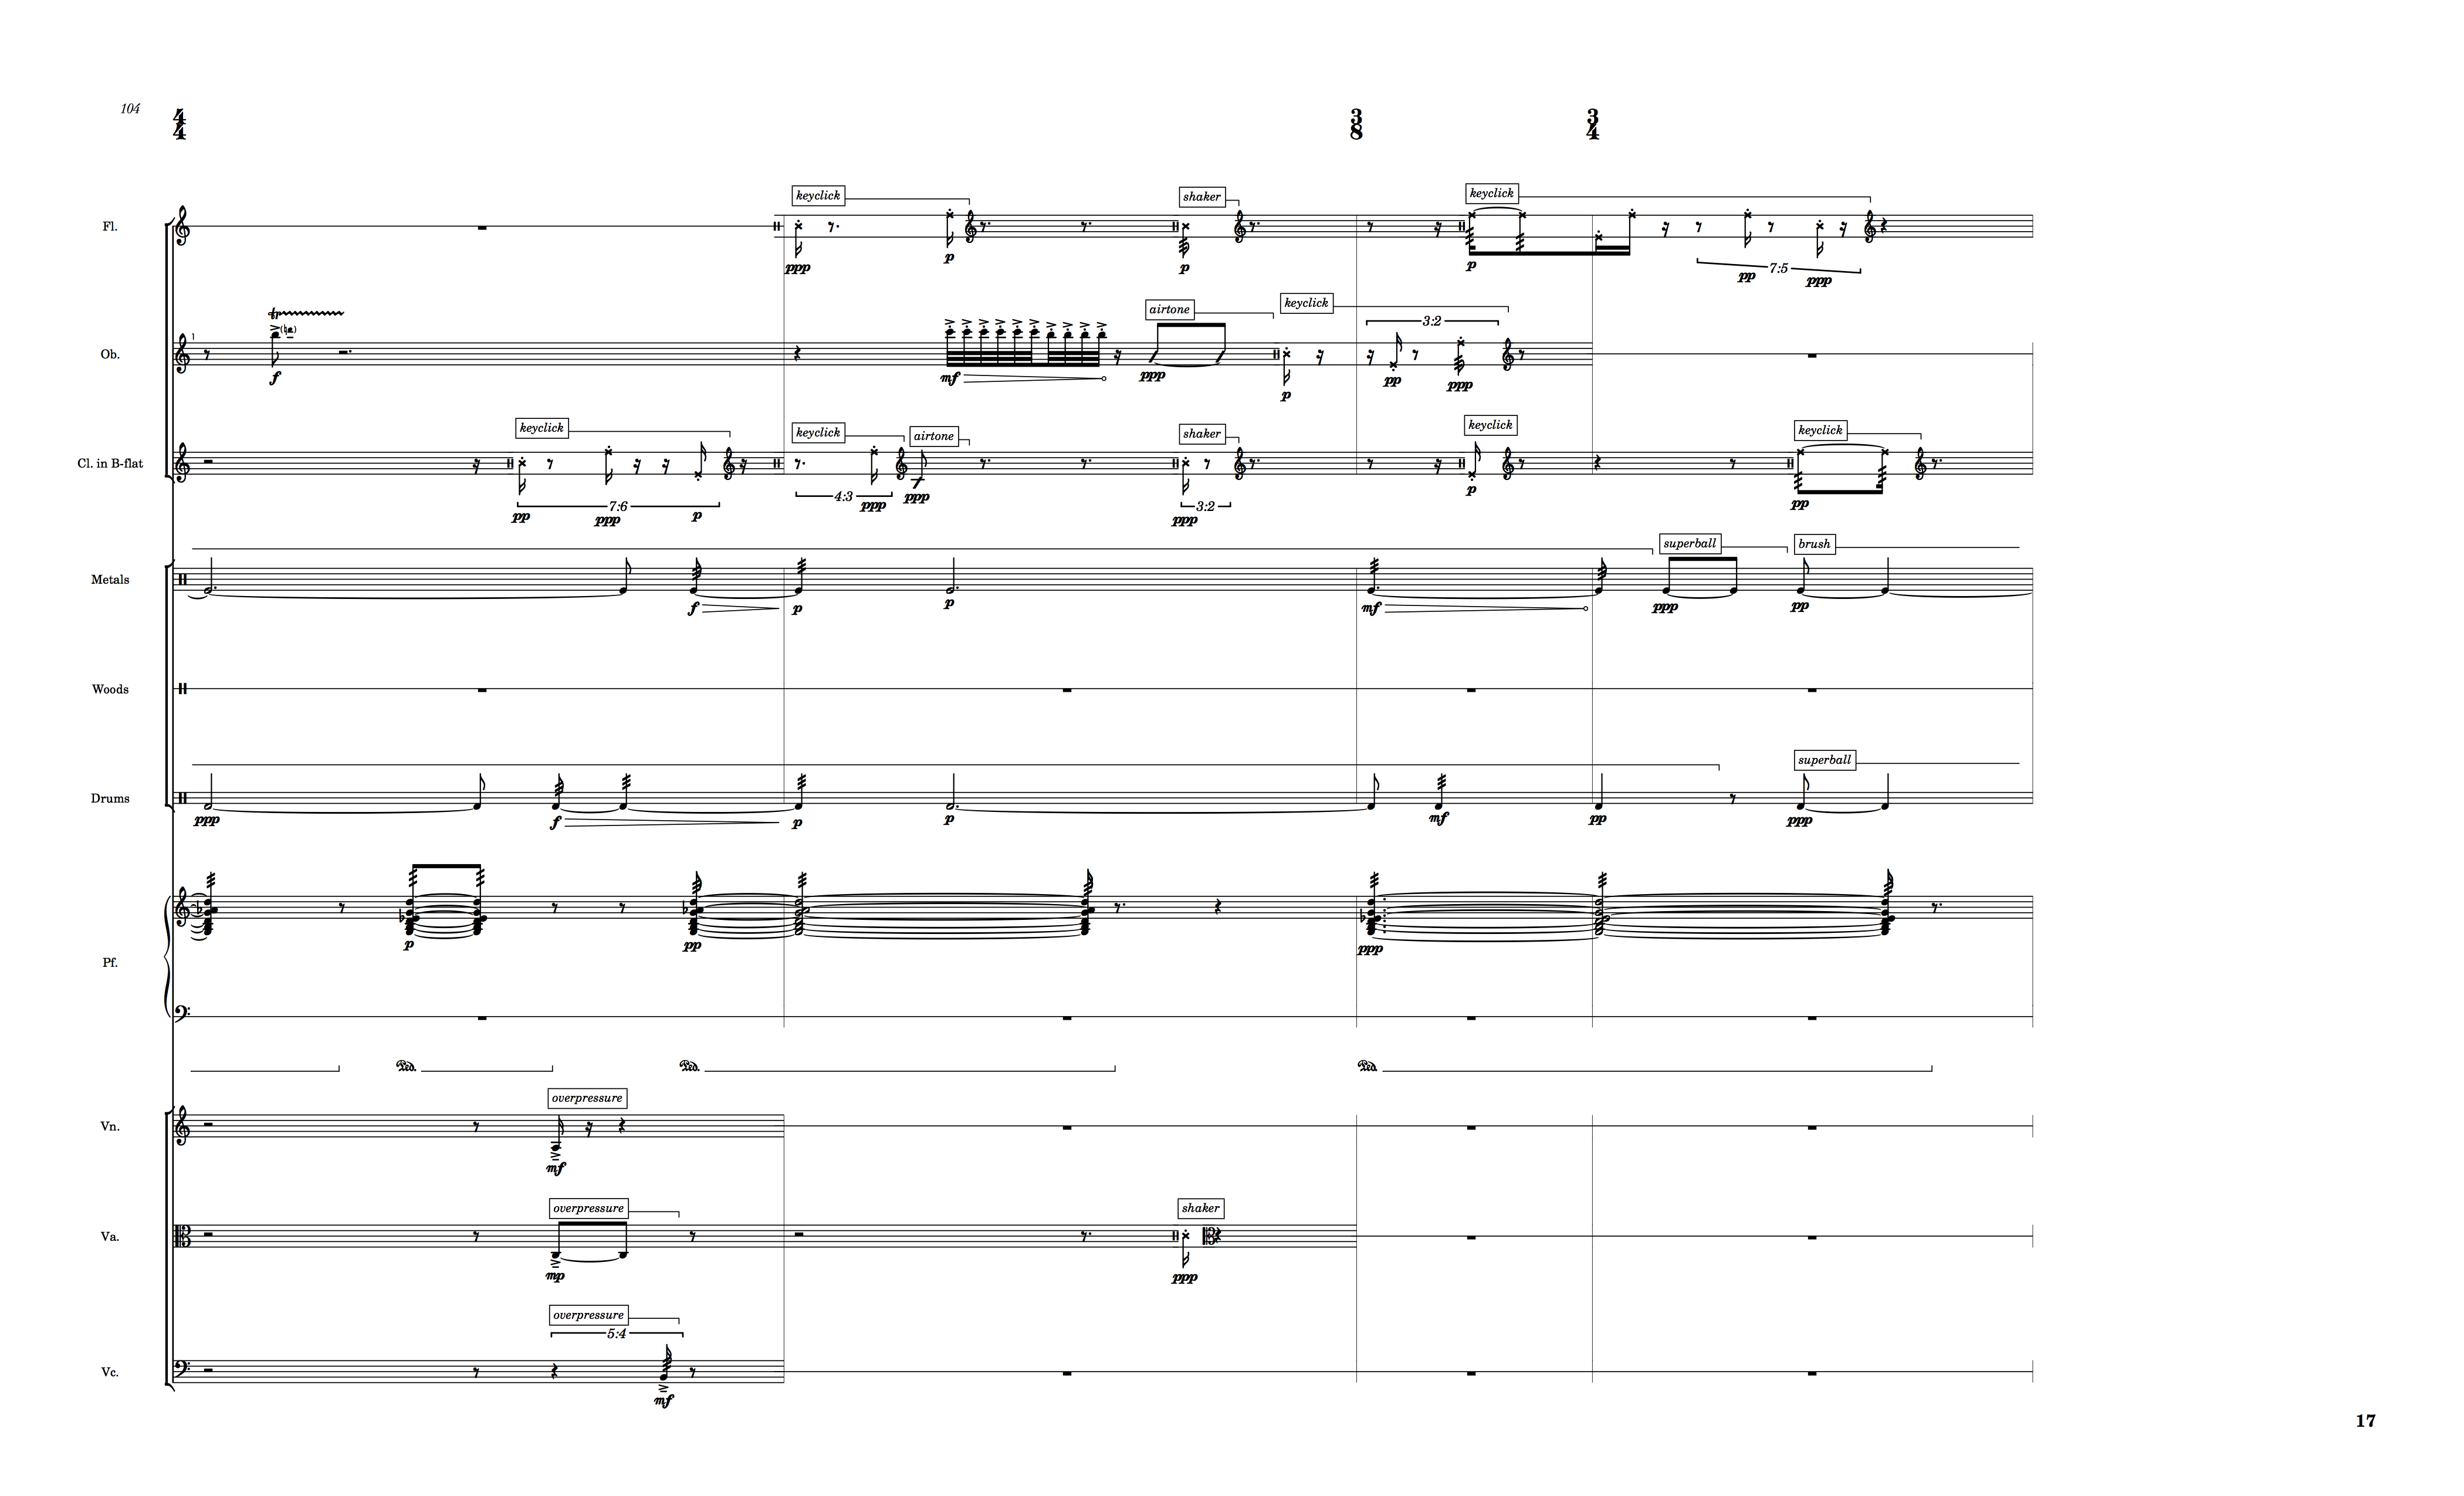 104 4/4 3/8 3/4
Fl. keyclick shaker keyclick
ppp p p p 7:5 pp ppp
Ob. tr airtone keyclick 3:2
f mf ppp p pp ppp
Cl. in B-flat keyclick keyclick airtone shaker keyclick keyclick
pp ppp 7:6 p 4:3 ppp ppp ppp 3:2 p pp
Metals superball brush
f p p mf ppp pp
Woods
Drums superball
ppp f p p mf pp ppp
Pf.
p pp ppp
Ped. Ped. Ped.
Vn. overpressure
mf
Va. overpressure shaker
mp ppp
Vc. overpressure
5:4
mf
17